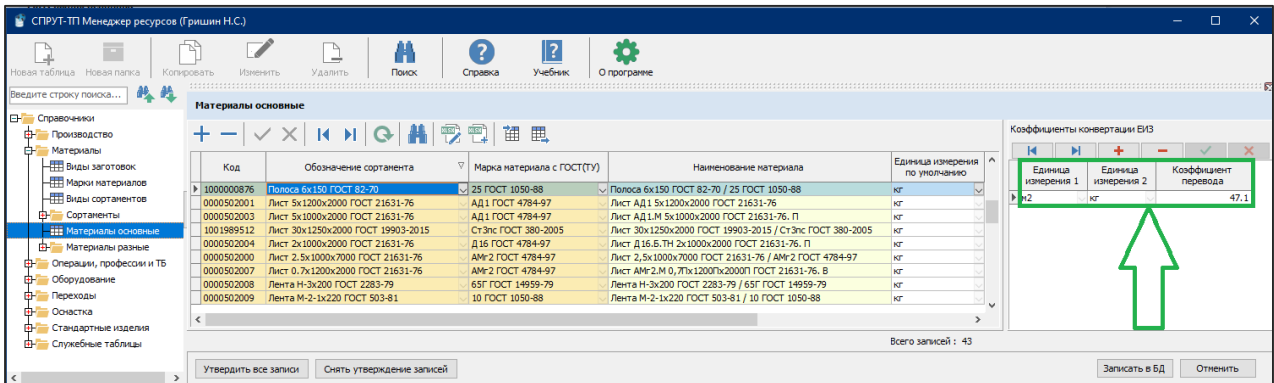 СПРУТ-ТП Менеджер ресурсов (Гришин Н.С.)
Новая таблица Новая папка Копировать Изменить Удалить Поиск Справка Учебник О программе
Введите строку поиска...
Справочники
Производство
Материалы
Виды заготовок
Марки материалов
Виды сортаментов
Сортаменты
Материалы основные
Материалы разные
Операции, профессии и ТБ
Оборудование
Переходы
Оснастка
Стандартные изделия
Служебные таблицы
Материалы основные
Код Обозначение сортамента Марка материала с ГОСТ(ТУ) Наименование материала Единица измерения по умолчанию
1000000876 Полоса 6х150 ГОСТ 82-70 25 ГОСТ 1050-88 Полоса 6х150 ГОСТ 82-70 / 25 ГОСТ 1050-88 кг
0000502001 Лист 5х1200х2000 ГОСТ 21631-76 АД1 ГОСТ 4784-97 Лист АД1 5х1200х2000 ГОСТ 21631-76 кг
0000502003 Лист 5х1000х2000 ГОСТ 21631-76 АД1 ГОСТ 4784-97 Лист АД1.М 5х1000х2000 ГОСТ 21631-76. П кг
1001989512 Лист 30х1250х2000 ГОСТ 19903-2015 Ст3пс ГОСТ 380-2005 Лист 30х1250х2000 ГОСТ 19903-2015 / Ст3пс ГОСТ 380-2005 кг
0000502004 Лист 2х1000х2000 ГОСТ 21631-76 Д16 ГОСТ 4784-97 Лист Д16.Б.ТН 2х1000х2000 ГОСТ 21631-76. П кг
0000502000 Лист 2.5х1000х7000 ГОСТ 21631-76 АМг2 ГОСТ 4784-97 Лист 2,5х1000х7000 ГОСТ 21631-76 / АМг2 ГОСТ 4784-97 кг
0000502007 Лист 0.7х1200х2000 ГОСТ 21631-76 АМг2 ГОСТ 4784-97 Лист АМг2.М 0,7Пх1200Пх2000П ГОСТ 21631-76. В кг
0000502008 Лента Н-3х200 ГОСТ 2283-79 65Г ГОСТ 14959-79 Лента Н-3х200 ГОСТ 2283-79 / 65Г ГОСТ 14959-79 кг
0000502009 Лента М-2-1х220 ГОСТ 503-81 10 ГОСТ 1050-88 Лента М-2-1х220 ГОСТ 503-81 / 10 ГОСТ 1050-88 кг
Всего записей : 43
Утвердить все записи Снять утверждение записей
Коэффициенты конвертации ЕИЗ
Единица измерения 1 Единица измерения 2 Коэффициент перевода
м2 кг 47.1
Записать в БД Отменить